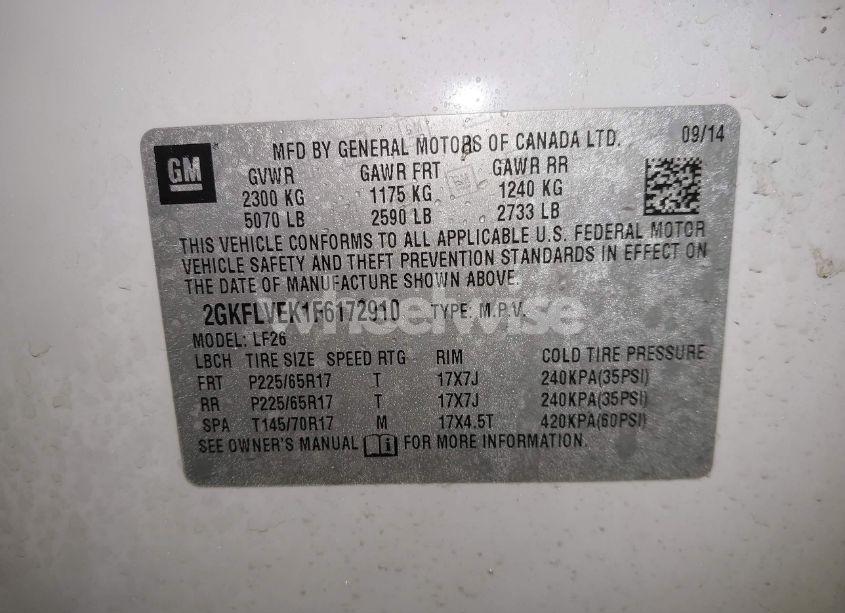 GM
MFD BY GENERAL MOTORS OF CANADA LTD. 09/14
GVWR GAWR FRT GAWR RR
2300 KG 1175 KG 1240 KG
5070 LB 2590 LB 2733 LB
THIS VEHICLE CONFORMS TO ALL APPLICABLE U.S. FEDERAL MOTOR
VEHICLE SAFETY AND THEFT PREVENTION STANDARDS IN EFFECT ON
THE DATE OF MANUFACTURE SHOWN ABOVE.
2GKFLVEK1F6172910 TYPE: M.P.V.
wheelwise
MODEL: LF26
LBCH TIRE SIZE SPEED RTG RIM COLD TIRE PRESSURE
FRT P225/65R17 T 17X7J 240KPA(35PSI)
RR P225/65R17 T 17X7J 240KPA(35PSI)
SPA T145/70R17 M 17X4.5T 420KPA(60PSI)
SEE OWNER'S MANUAL i FOR MORE INFORMATION.